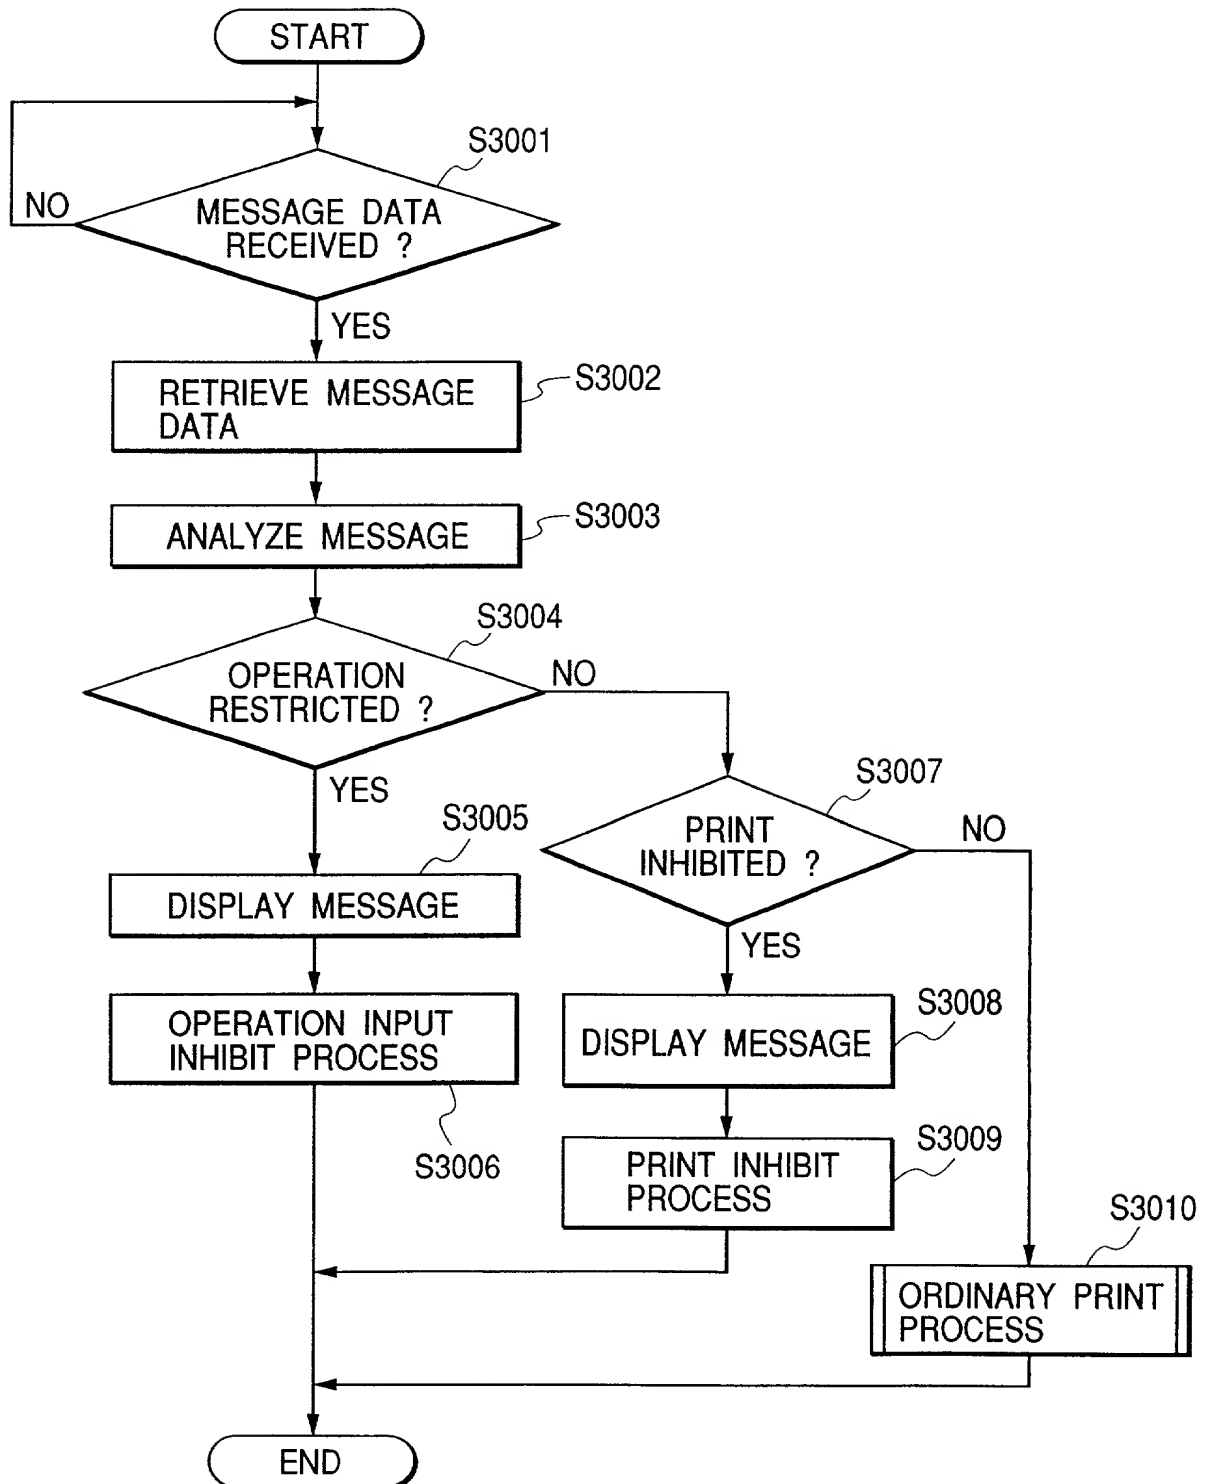 START
S3001
NO
MESSAGE DATA
RECEIVED ?
YES
RETRIEVE MESSAGE
DATA
S3002
ANALYZE MESSAGE
S3003
S3004
OPERATION
RESTRICTED ?
NO
YES
S3007
PRINT
INHIBITED ?
NO
S3005
DISPLAY MESSAGE
YES
OPERATION INPUT
INHIBIT PROCESS
S3006
S3008
DISPLAY MESSAGE
S3009
PRINT INHIBIT
PROCESS
S3010
ORDINARY PRINT
PROCESS
END